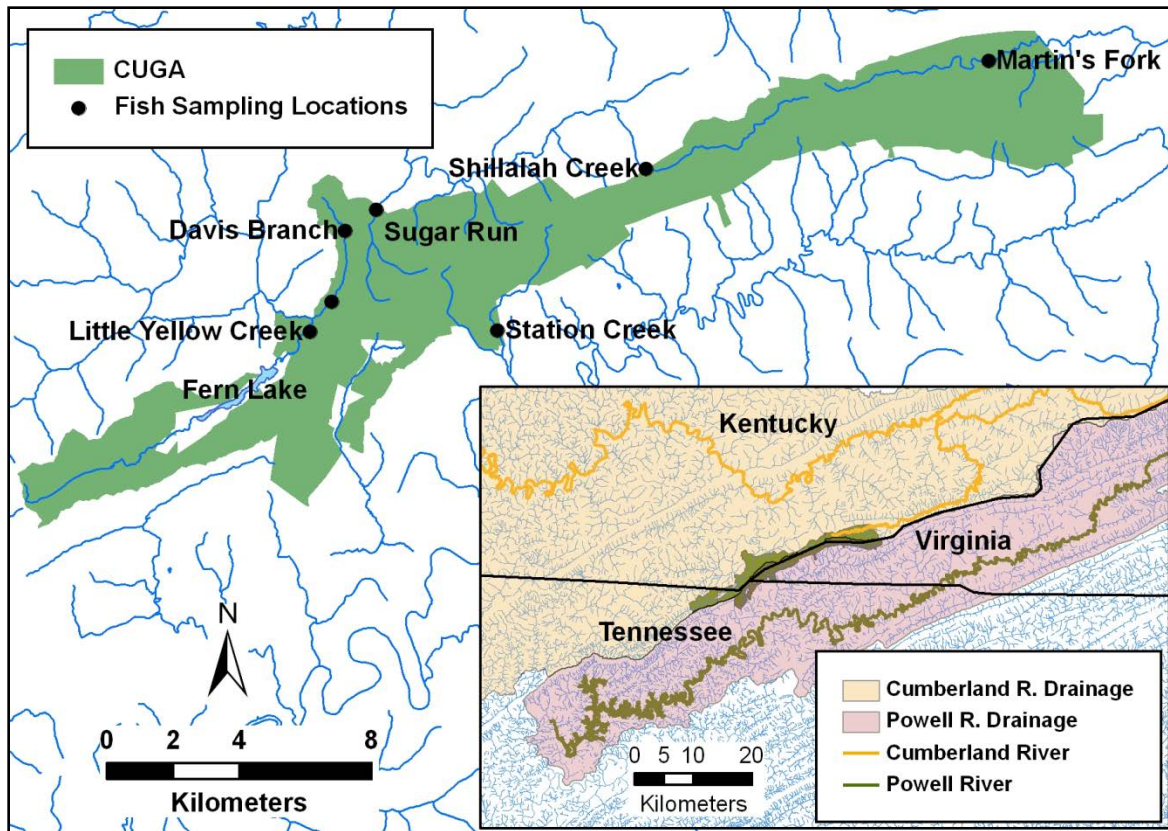 CUGA
Fish Sampling Locations
Martin's Fork
Shillalah Creek
Davis Branch
Sugar Run
Little Yellow Creek
Station Creek
Fern Lake
N
0 2 4 8
Kilometers
Kentucky
Virginia
Tennessee
0 5 10 20
Kilometers
Cumberland R. Drainage
Powell R. Drainage
Cumberland River
Powell River